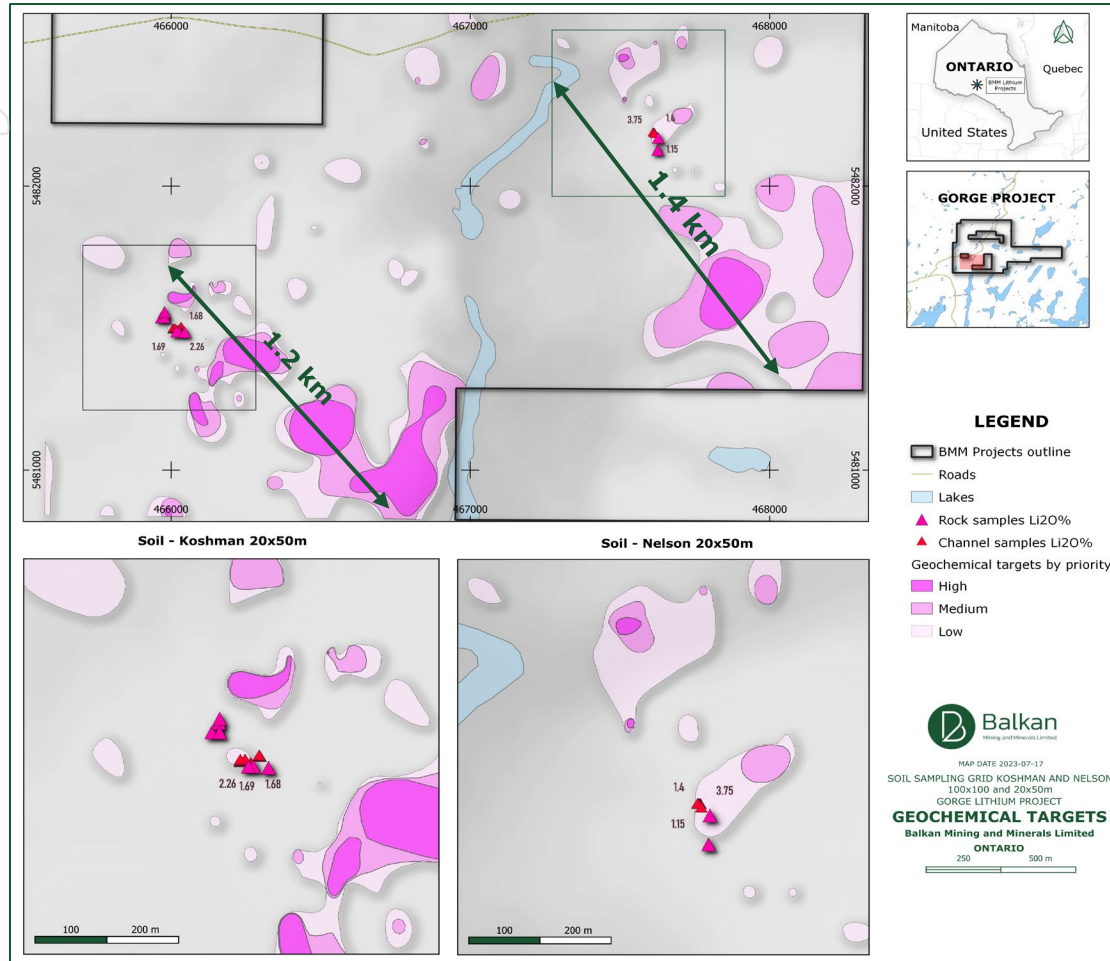 466000
467000
468000
5482000
5481000
3.75
1.4
1.15
1.4 km
5482000
1.68
1.69
2.26
1.2 km
5481000
466000
467000
468000
Soil - Koshman 20x50m
2.26
1.69
1.68
100
200 m
Soil - Nelson 20x50m
1.4
3.75
1.15
100
200 m
Manitoba
ONTARIO
Quebec
BMM Lithium
Projects
United States
GORGE PROJECT
LEGEND
BMM Projects outline
Roads
Lakes
Rock samples Li2O%
Channel samples Li2O%
Geochemical targets by priority
High
Medium
Low
Balkan
Mining and Minerals Limited
MAP DATE 2023-07-17
SOIL SAMPLING GRID KOSHMAN AND NELSON
100x100 and 20x50m
GORGE LITHIUM PROJECT
GEOCHEMICAL TARGETS
Balkan Mining and Minerals Limited
ONTARIO
250
500 m